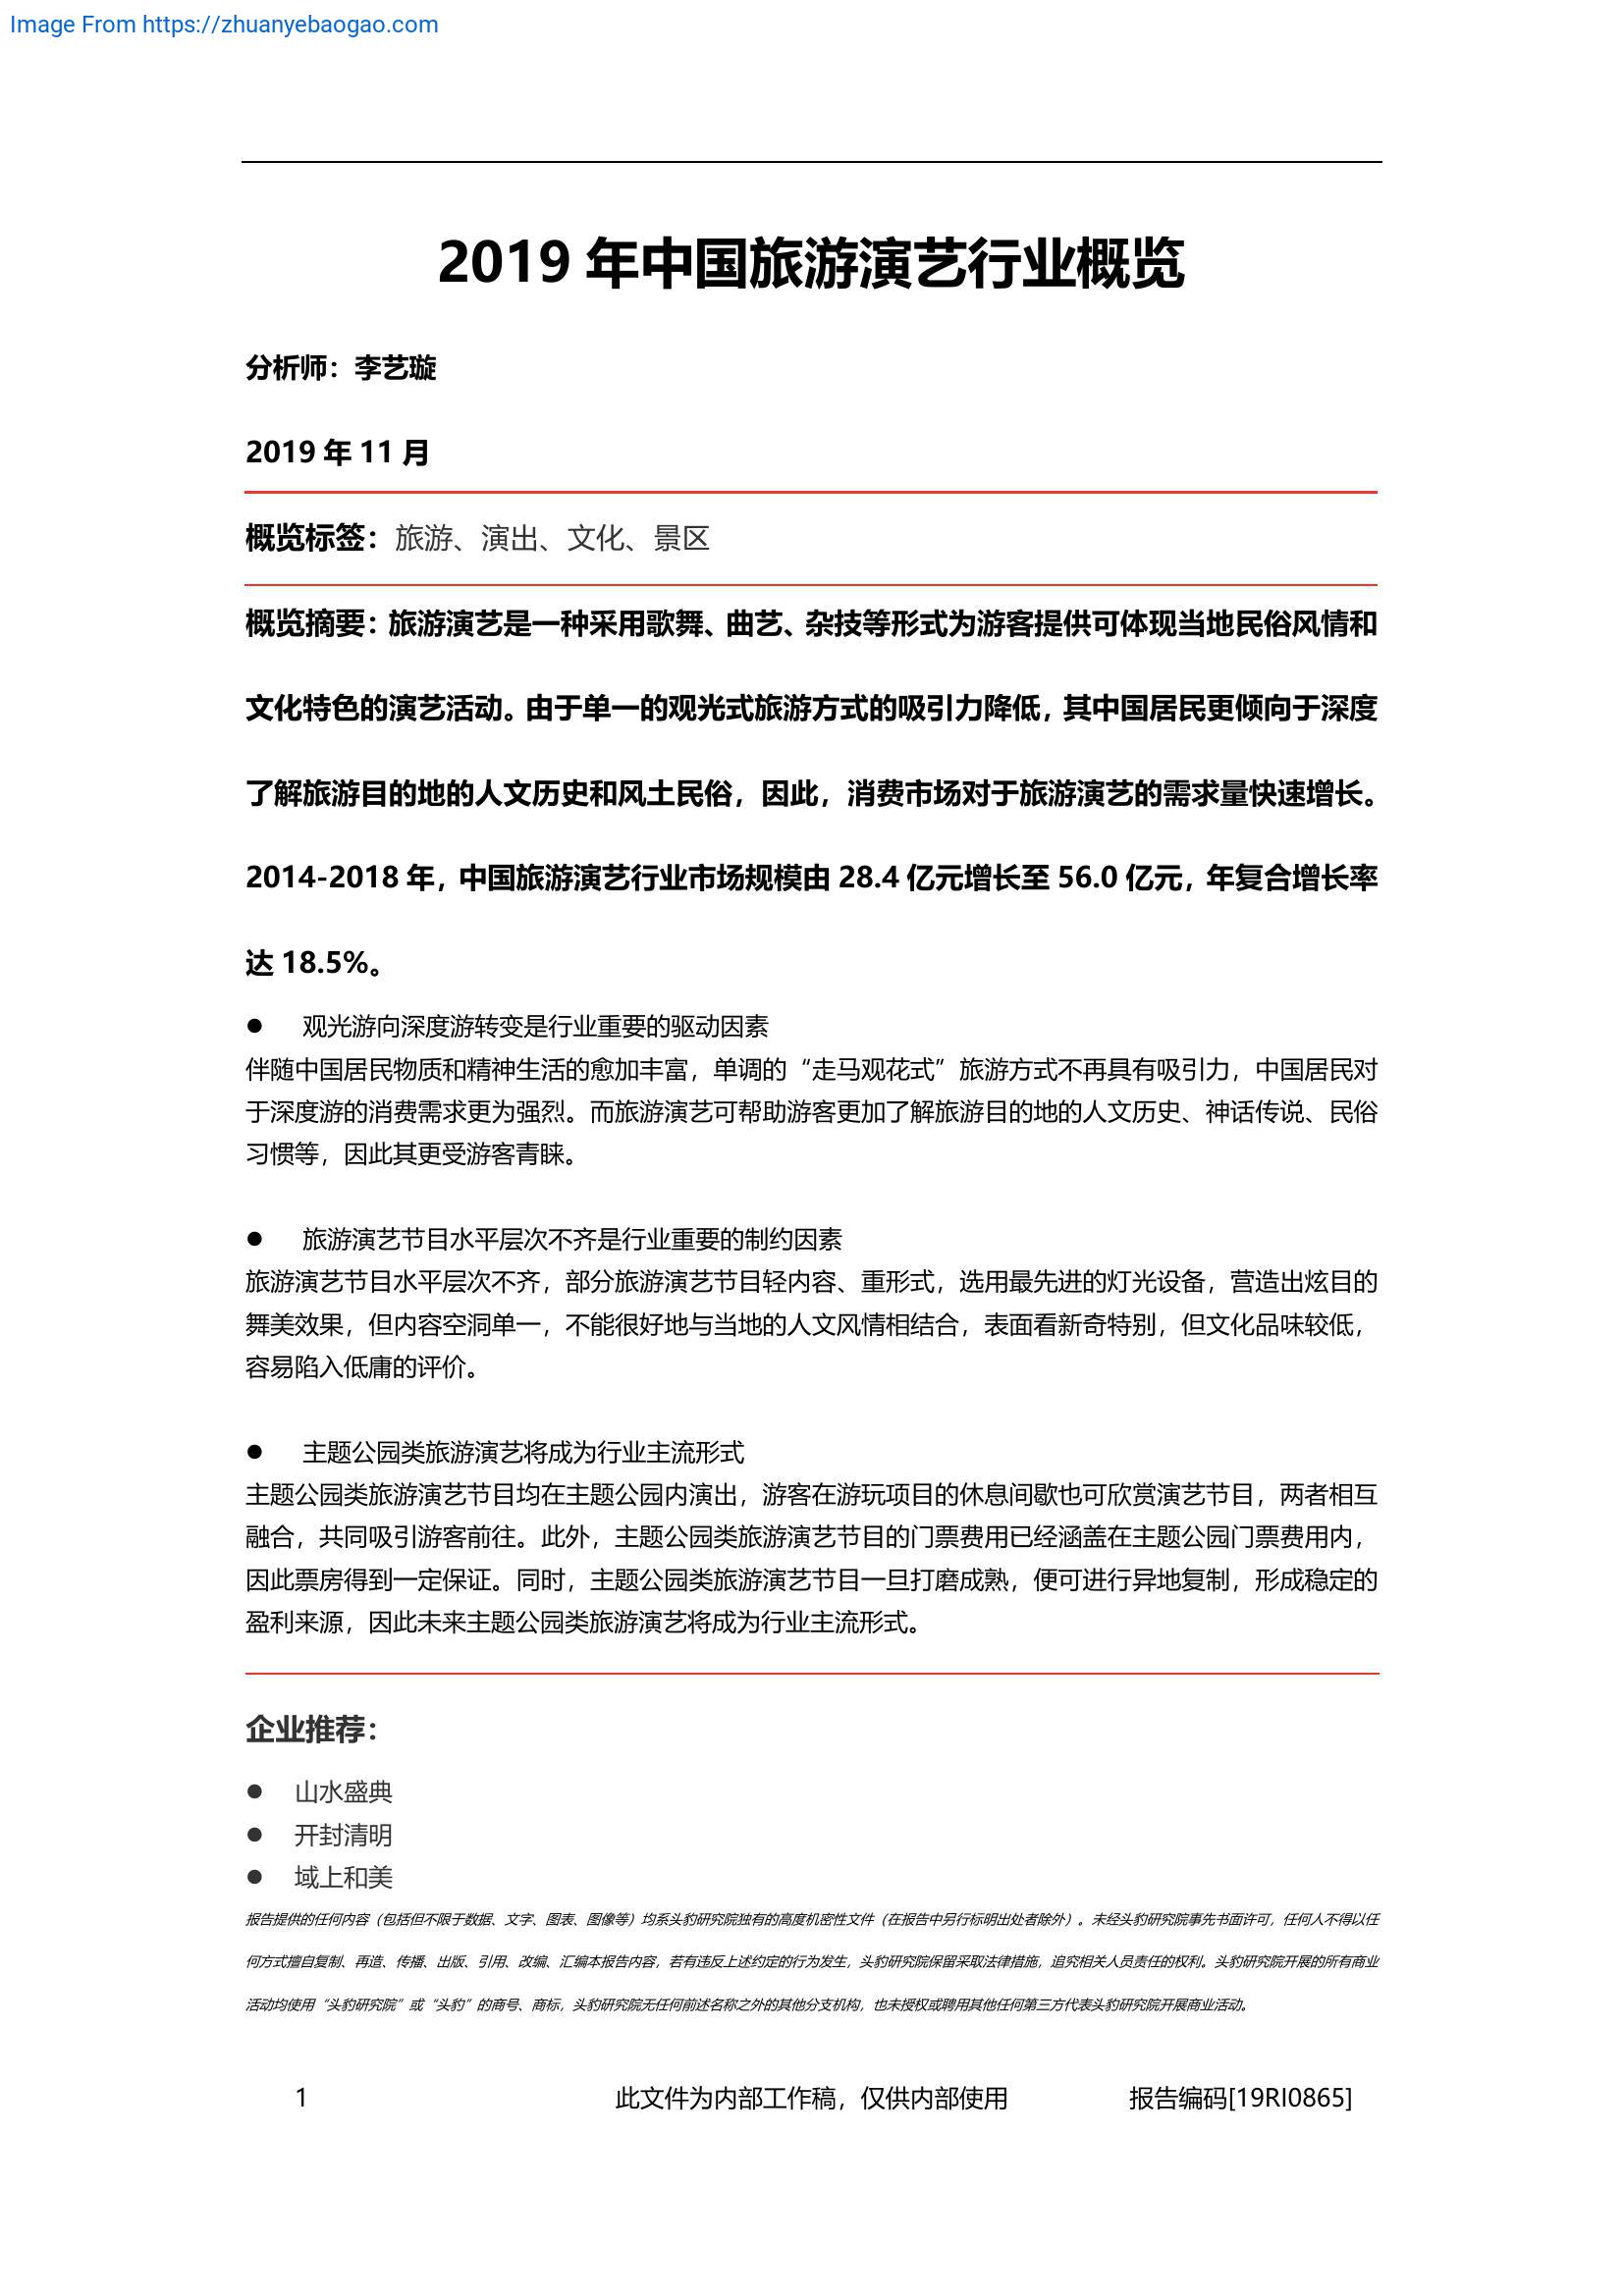 Image From https://zhuanyebaogao.com
2019 年中国旅游演艺行业概览
分析师：李艺璇
2019 年 11 月
概览标签：旅游、演出、文化、景区
概览摘要：旅游演艺是一种采用歌舞、曲艺、杂技等形式为游客提供可体现当地民俗风情和
文化特色的演艺活动。由于单一的观光式旅游方式的吸引力降低，其中国居民更倾向于深度
了解旅游目的地的人文历史和风土民俗，因此，消费市场对于旅游演艺的需求量快速增长。
2014-2018 年，中国旅游演艺行业市场规模由 28.4 亿元增长至 56.0 亿元，年复合增长率
达 18.5%。
● 观光游向深度游转变是行业重要的驱动因素
伴随中国居民物质和精神生活的愈加丰富，单调的“走马观花式”旅游方式不再具有吸引力，中国居民对
于深度游的消费需求更为强烈。而旅游演艺可帮助游客更加了解旅游目的地的人文历史、神话传说、民俗
习惯等，因此其更受游客青睐。
● 旅游演艺节目水平层次不齐是行业重要的制约因素
旅游演艺节目水平层次不齐，部分旅游演艺节目轻内容、重形式，选用最先进的灯光设备，营造出炫目的
舞美效果，但内容空洞单一，不能很好地与当地的人文风情相结合，表面看新奇特别，但文化品味较低，
容易陷入低庸的评价。
● 主题公园类旅游演艺将成为行业主流形式
主题公园类旅游演艺节目均在主题公园内演出，游客在游玩项目的休息间歇也可欣赏演艺节目，两者相互
融合，共同吸引游客前往。此外，主题公园类旅游演艺节目的门票费用已经涵盖在主题公园门票费用内，
因此票房得到一定保证。同时，主题公园类旅游演艺节目一旦打磨成熟，便可进行异地复制，形成稳定的
盈利来源，因此未来主题公园类旅游演艺将成为行业主流形式。
企业推荐：
● 山水盛典
● 开封清明
● 域上和美
报告提供的任何内容（包括但不限于数据、文字、图表、图像等）均系头豹研究院独有的高度机密性文件（在报告中另行标明出处者除外）。未经头豹研究院事先书面许可，任何人不得以任
何方式擅自复制、再造、传播、出版、引用、改编、汇编本报告内容，若有违反上述约定的行为发生，头豹研究院保留采取法律措施，追究相关人员责任的权利。头豹研究院开展的所有商业
活动均使用“头豹研究院”或“头豹”的商号、商标，头豹研究院无任何前述名称之外的其他分支机构，也未授权或聘用其他任何第三方代表头豹研究院开展商业活动。
1 此文件为内部工作稿，仅供内部使用 报告编码[19RI0865]